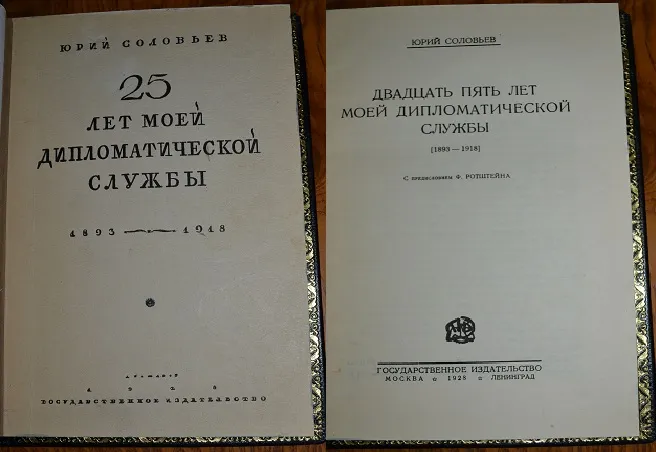 ЮРИЙ СОЛОВЬЕВ
25
ЛЕТ МОЕЙ
ДИПЛОМАТИЧЕСКОЙ
СЛУЖБЫ
1893 — 1918
1928
ГОСУДАРСТВЕННОЕ ИЗДАТЕЛЬСТВО
ЮРИЙ СОЛОВЬЕВ
ДВАДЦАТЬ ПЯТЬ ЛЕТ
МОЕЙ ДИПЛОМАТИЧЕСКОЙ
СЛУЖБЫ
[1893—1918]
С предисловием Ф. РОТШТЕЙНА
ГОСУДАРСТВЕННОЕ ИЗДАТЕЛЬСТВО
МОСКВА 1928 ЛЕНИНГРАД